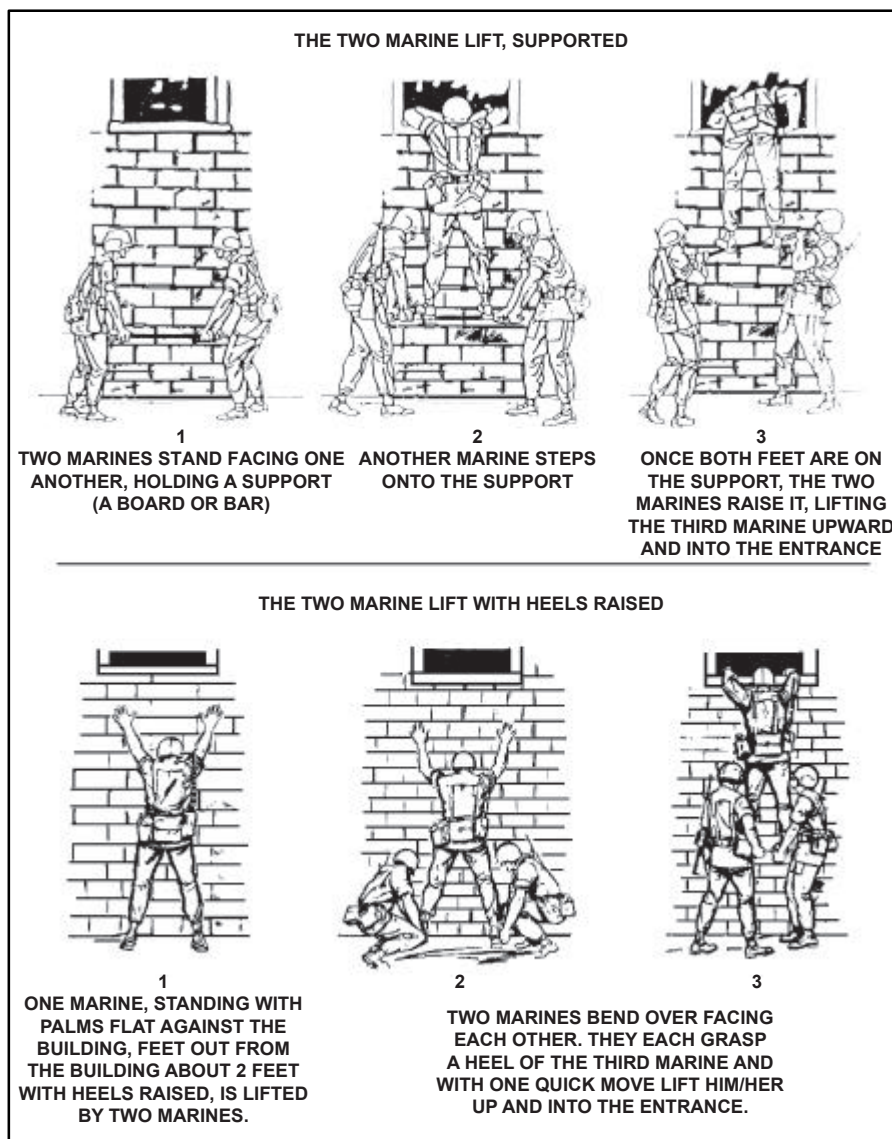 THE TWO MARINE LIFT, SUPPORTED
1
TWO MARINES STAND FACING ONE
ANOTHER, HOLDING A SUPPORT
(A BOARD OR BAR)
2
ANOTHER MARINE STEPS
ONTO THE SUPPORT
3
ONCE BOTH FEET ARE ON
THE SUPPORT, THE TWO
MARINES RAISE IT, LIFTING
THE THIRD MARINE UPWARD
AND INTO THE ENTRANCE
THE TWO MARINE LIFT WITH HEELS RAISED
1
ONE MARINE, STANDING WITH
PALMS FLAT AGAINST THE
BUILDING, FEET OUT FROM
THE BUILDING ABOUT 2 FEET
WITH HEELS RAISED, IS LIFTED
BY TWO MARINES.
2
3
TWO MARINES BEND OVER FACING
EACH OTHER. THEY EACH GRASP
A HEEL OF THE THIRD MARINE AND
WITH ONE QUICK MOVE LIFT HIM/HER
UP AND INTO THE ENTRANCE.